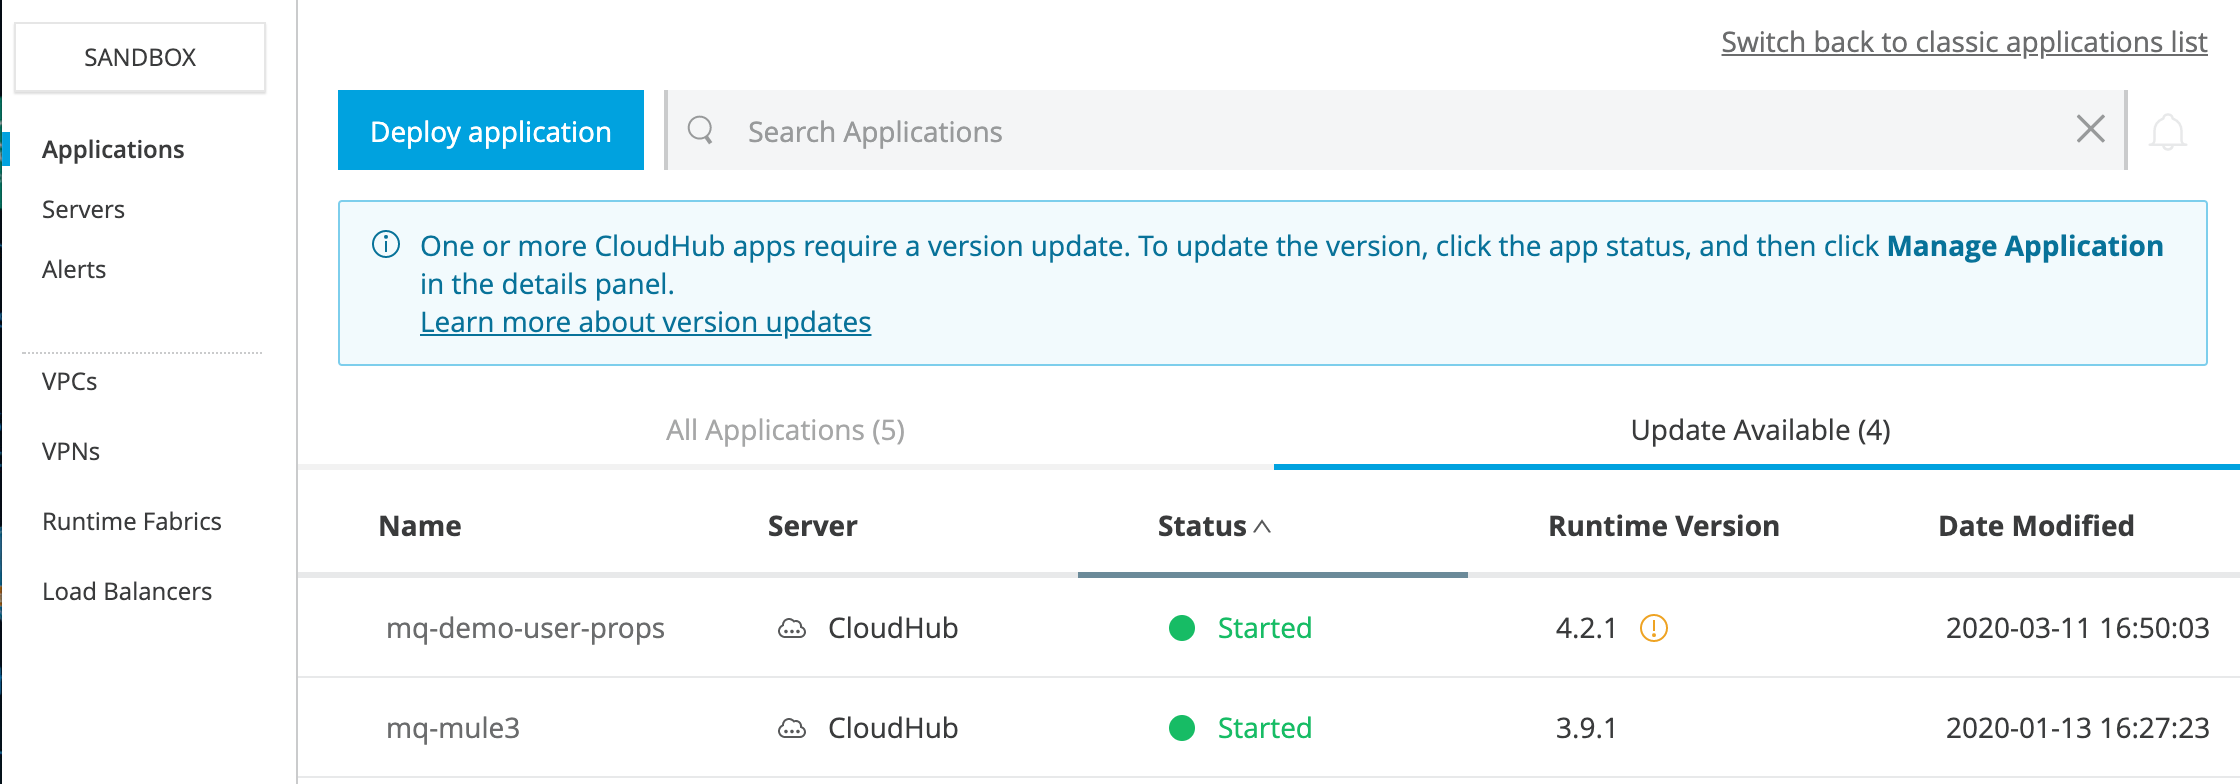 SANDBOX
Applications
Servers
Alerts
VPCs
VPNs
Runtime Fabrics
Load Balancers
Switch back to classic applications list
Deploy application
Search Applications
One or more CloudHub apps require a version update. To update the version, click the app status, and then click Manage Application
in the details panel.
Learn more about version updates
All Applications (5) Update Available (4)
Name Server Status Runtime Version Date Modified
mq-demo-user-props CloudHub Started 4.2.1 2020-03-11 16:50:03
mq-mule3 CloudHub Started 3.9.1 2020-01-13 16:27:23